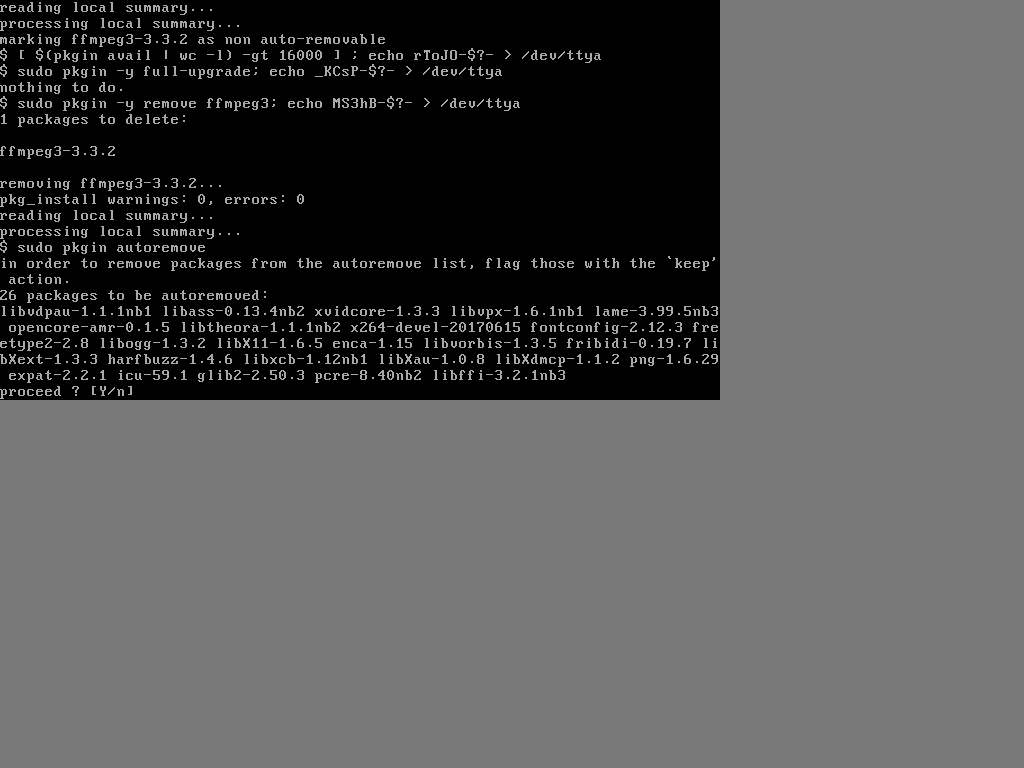 reading local summary...
processing local summary...
marking ffmpeg3-3.3.2 as non auto-removable
$ [ $(pkgin avail | wc -l) -gt 16000 ] ; echo rToJO-$?- > /dev/ttya
$ sudo pkgin -y full-upgrade; echo _KCsP-$?- > /dev/ttya
nothing to do.
$ sudo pkgin -y remove ffmpeg3; echo MS3hB-$?- > /dev/ttya
1 packages to delete:
ffmpeg3-3.3.2
removing ffmpeg3-3.3.2...
pkg_install warnings: 0, errors: 0
reading local summary...
processing local summary...
$ sudo pkgin autoremove
in order to remove packages from the autoremove list, flag those with the `keep'
 action.
26 packages to be autoremoved:
libvdpau-1.1.1nb1 libass-0.13.4nb2 xvidcore-1.3.3 libvpx-1.6.1nb1 lame-3.99.5nb3
 opencore-amr-0.1.5 libtheora-1.1.1nb2 x264-devel-20170615 fontconfig-2.12.3 fre
etype2-2.8 libogg-1.3.2 libX11-1.6.5 enca-1.15 libvorbis-1.3.5 fribidi-0.19.7 li
bXext-1.3.3 harfbuzz-1.4.6 libxcb-1.12nb1 libXau-1.0.8 libXdmcp-1.1.2 png-1.6.29
 expat-2.2.1 icu-59.1 glib2-2.50.3 pcre-8.40nb2 libffi-3.2.1nb3
proceed ? [Y/n]